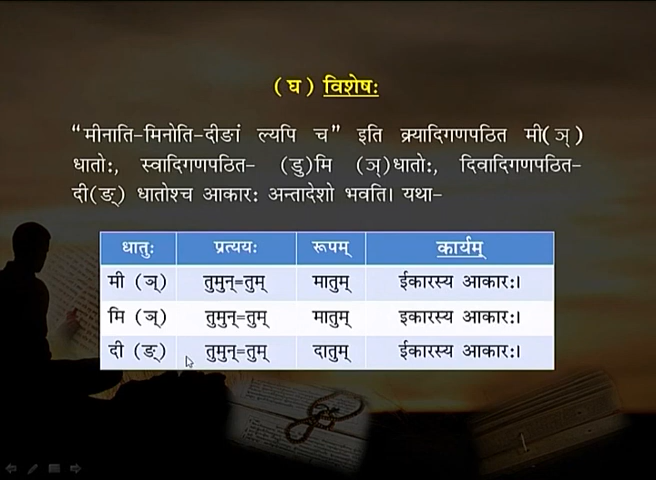 (घ) विशेषः
“मीनाति-मिनोति-दीङां ल्यपि च” इति क्र्यादिगणपठित मी(ञ्)
धातोः, स्वादिगणपठित- (डु)मि (ञ्)धातोः, दिवादिगणपठित-
दी(ङ्) धातोश्च आकारः अन्तादेशो भवति। यथा-
धातुः प्रत्ययः रूपम् कार्यम्
मी (ञ्) तुमुन्=तुम् मातुम् ईकारस्य आकारः।
मि (ञ्) तुमुन्=तुम् मातुम् इकारस्य आकारः।
दी (ङ्) तुमुन्=तुम् दातुम् ईकारस्य आकारः।